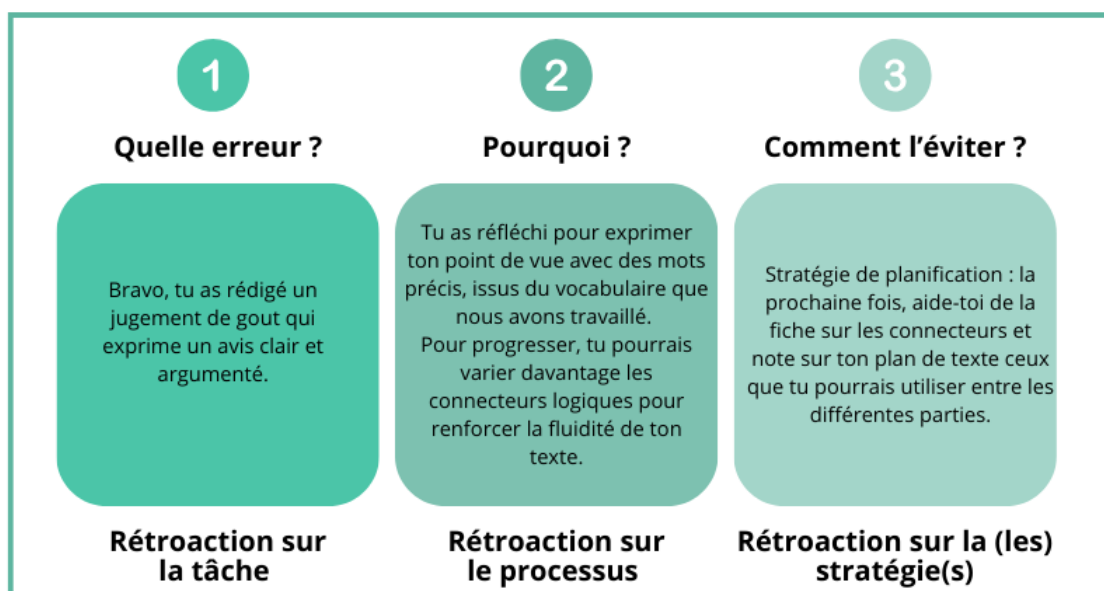 1
Quelle erreur ?
Bravo, tu as rédigé un
jugement de gout qui
exprime un avis clair et
argumenté.
Rétroaction sur
la tâche
2
Pourquoi ?
Tu as réfléchi pour exprimer
ton point de vue avec des mots
précis, issus du vocabulaire que
nous avons travaillé.
Pour progresser, tu pourrais
varier davantage les
connecteurs logiques pour
renforcer la fluidité de ton
texte.
Rétroaction sur
le processus
3
Comment l’éviter ?
Stratégie de planification : la
prochaine fois, aide-toi de la
fiche sur les connecteurs et
note sur ton plan de texte ceux
que tu pourrais utiliser entre les
différentes parties.
Rétroaction sur la (les)
stratégie(s)